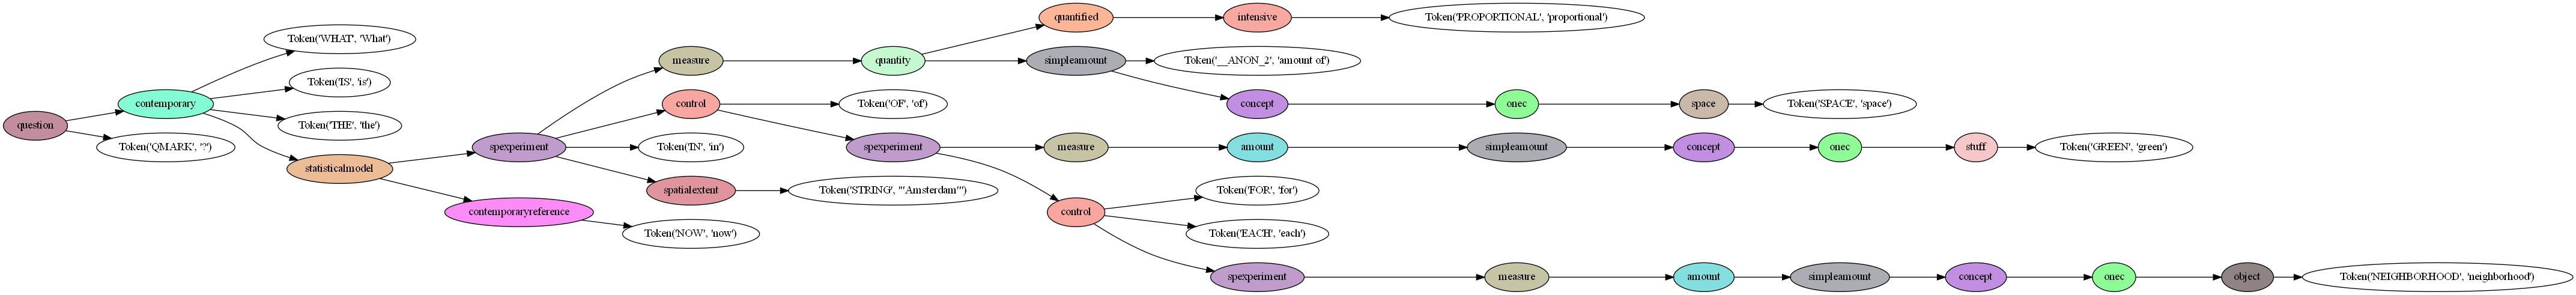 question
contemporary
Token('QMARK', '?')
Token('WHAT', 'What')
Token('IS', 'is')
Token('THE', 'the')
statisticalmodel
spexperiment
contemporaryreference
measure
control
Token('IN', 'in')
spatialextent
Token('NOW', 'now')
quantity
Token('OF', 'of')
spexperiment
Token('STRING', "'Amsterdam'")
quantified
simpleamount
measure
control
intensive
Token('__ANON_2', 'amount of')
concept
amount
Token('FOR', 'for')
Token('EACH', 'each')
spexperiment
Token('PROPORTIONAL', 'proportional')
onec
simpleamount
measure
space
concept
amount
Token('SPACE', 'space')
onec
simpleamount
stuff
concept
Token('GREEN', 'green')
onec
object
Token('NEIGHBORHOOD', 'neighborhood')